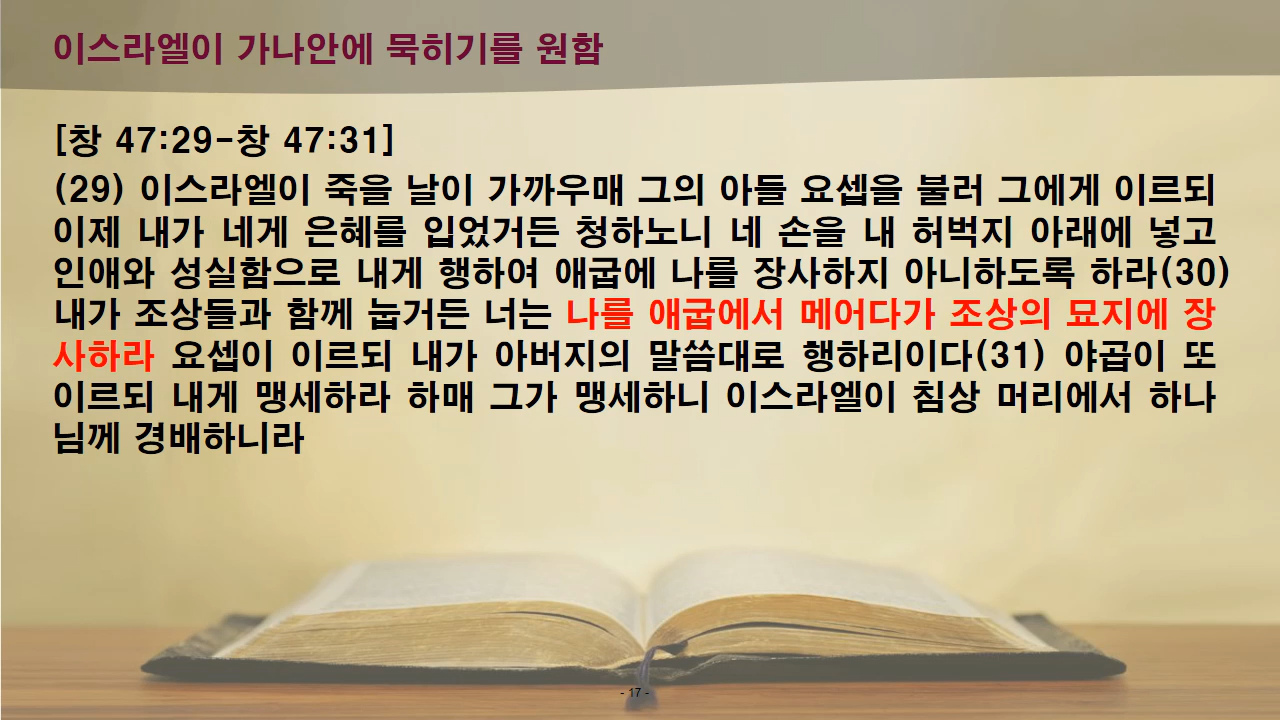 이스라엘이 가나안에 묵히기를 원함
[창 47:29-창 47:31]
(29) 이스라엘이 죽을 날이 가까우매 그의 아들 요셉을 불러 그에게 이르되
이제 내가 네게 은혜를 입었거든 청하노니 네 손을 내 허벅지 아래에 넣고
인애와 성실함으로 내게 행하여 애굽에 나를 장사하지 아니하도록 하라(30)
내가 조상들과 함께 눕거든 너는 나를 애굽에서 메어다가 조상의 묘지에 장
사하라 요셉이 이르되 내가 아버지의 말씀대로 행하리이다(31) 야곱이 또
이르되 내게 맹세하라 하매 그가 맹세하니 이스라엘이 침상 머리에서 하나
님께 경배하니라
- 17 -